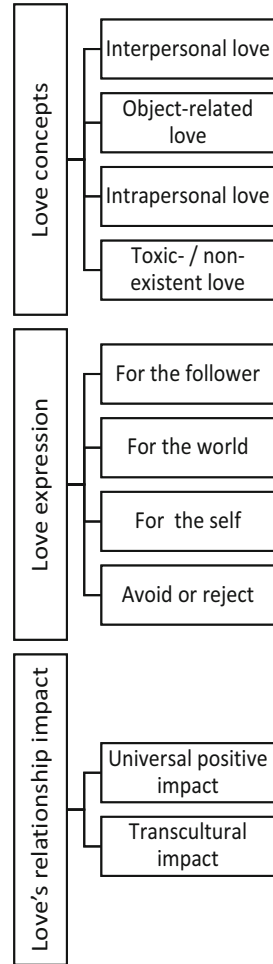 Love concepts
Interpersonal love
Object-related
love
Intrapersonal love
Toxic- / non-
existent love
Love expression
For the follower
For the world
For the self
Avoid or reject
Love's relationship impact
Universal positive
impact
Transcultural
impact